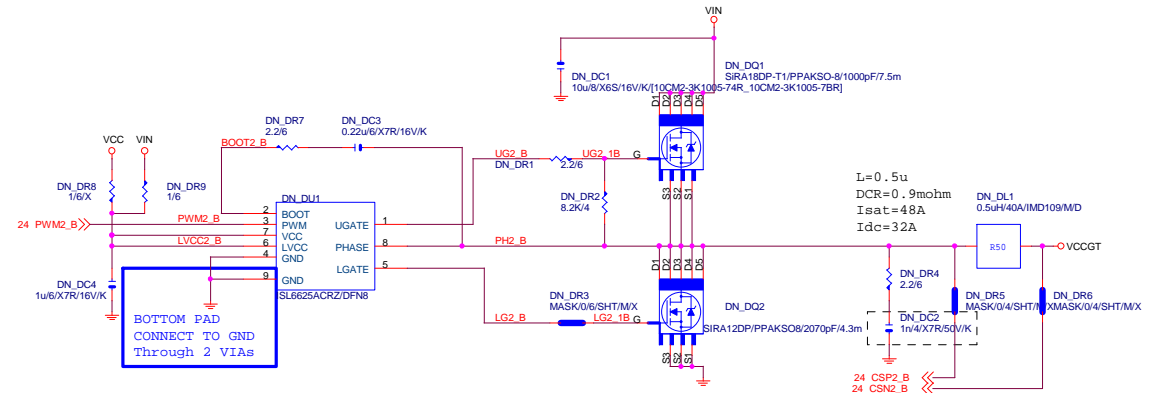 VIN
DN_DQ1
SiRA18DP-T1/PPAKSO-8/1000pF/7.5m
DN_DC1
10u/8/X6S/16V/K/[10CM2-3K1005-74R_10CM2-3K1005-7BR]
D1
D2
D3
D4
D5
DN_DR7
2.2/6
DN_DC3
0.22u/6/X7R/16V/K
VCC
VIN
BOOT2_B
UG2_B
DN_DR1
2.2/6
UG2_1B
G
S3
S2
S1
DN_DR8
1/6/X
DN_DR9
1/6
DN_DU1
DN_DR2
8.2K/4
L=0.5u
DCR=0.9mohm
Isat=48A
Idc=32A
DN_DL1
0.5uH/40A/IMD109/M/D
24 PWM2_B
PWM2_B
LVCC2_B
2
3
7
6
4
9
BOOT
PWM
VCC
LVCC
GND
GND
UGATE
PHASE
LGATE
1
8
5
ISL6625ACRZ/DFN8
PH2_B
R50
VCCGT
D1
D2
D3
D4
D5
DN_DC4
1u/6/X7R/16V/K
DN_DR3
MASK/0/6/SHT/M/X
LG2_B
LG2_1B
G
DN_DQ2
SIRA12DP/PPAKSO8/2070pF/4.3m
S3
S2
S1
DN_DR4
2.2/6
DN_DR5
MASK/0/4/SHT/M/X
DN_DR6
MASK/0/4/SHT/M/X
DN_DC2
1n/4/X7R/50V/K
BOTTOM PAD
CONNECT TO GND
Through 2 VIAs
24 CSP2_B
24 CSN2_B